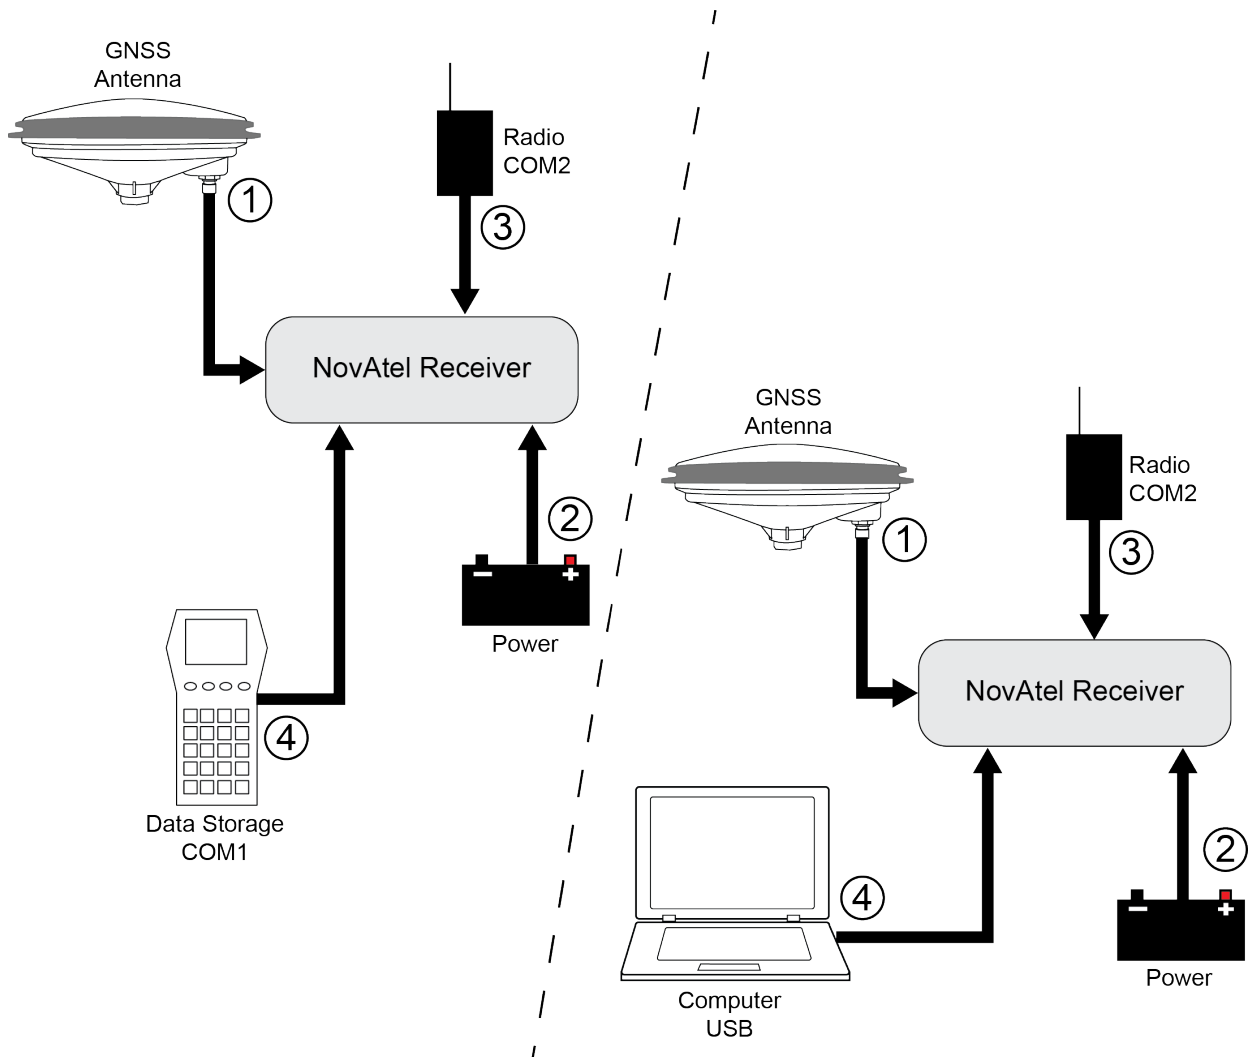 GNSS
Antenna
Radio
COM2
1
3
NovAtel Receiver
2
Power
4
Data Storage
COM1
GNSS
Antenna
Radio
COM2
1
3
NovAtel Receiver
2
4
Power
Computer
USB